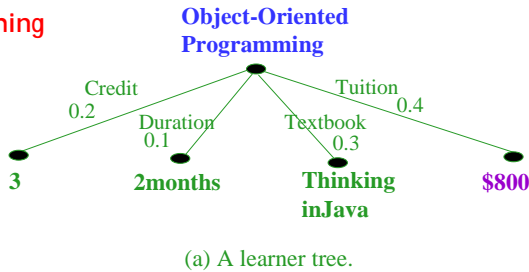 ning
Object-Oriented
Programming
Credit
0.2
Duration
0.1
Textbook
0.3
Tuition
0.4
3
2months
Thinking
inJava
$800
(a) A learner tree.